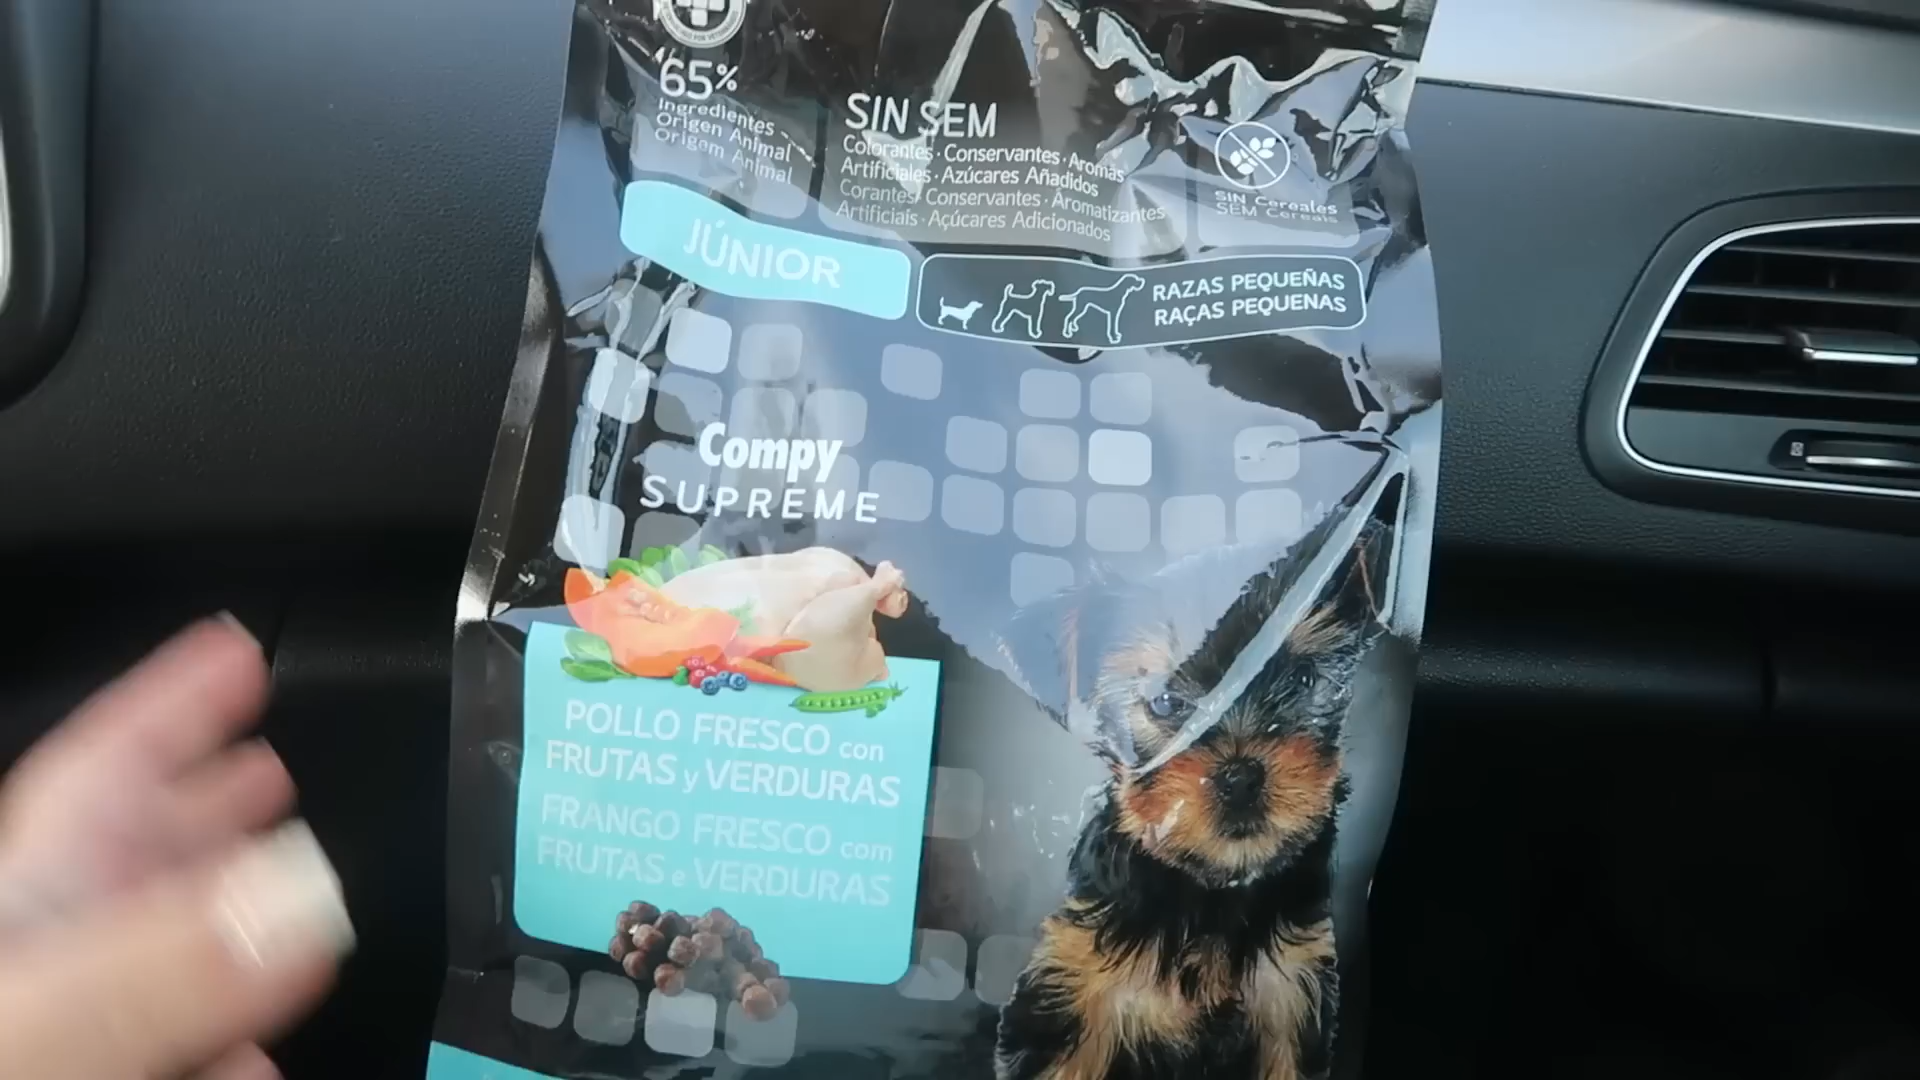 65%
Ingredientes
Origen Animal
Origem Animal
SIN SEM
Colorantes · Conservantes · Aromas
Artificiales · Azúcares Añadidos
Corantes · Conservantes · Aromatizantes
Artificiais · Açúcares Adicionados
SIN Cereales
SEM Cereais
JÚNIOR
RAZAS PEQUEÑAS
RAÇAS PEQUENAS
Compy
SUPREME
POLLO FRESCO con
FRUTAS y VERDURAS
FRANGO FRESCO com
FRUTAS e VERDURAS